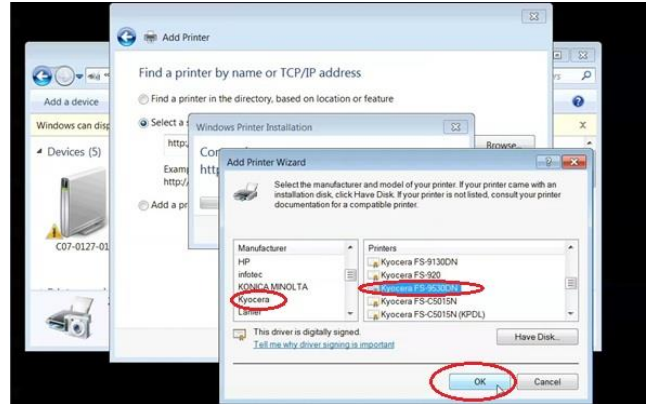 Add Printer
Find a printer by name or TCP/IP address
Find a printer in the directory, based on location or feature
Select a
http:
Browse...
http:/
Add a pr
Add a device
Windows can disp
Devices (5)
C07-0127-01
Windows Printer Installation
http
Add Printer Wizard
Select the manufacturer and model of your printer. If your printer came with an
installation disk, click Have Disk. If your printer is not listed, consult your printer
documentation for a compatible printer.
Manufacturer
HP
infotec
KONICA MINOLTA
Kyocera
Lanier
Printers
Kyocera FS-9130DN
Kyocera FS-920
Kyocera FS-9530DN
Kyocera FS-C5015N
Kyocera FS-C5015N (KPDL)
This driver is digitally signed.
Tell me why driver signing is important
Have Disk...
OK
Cancel